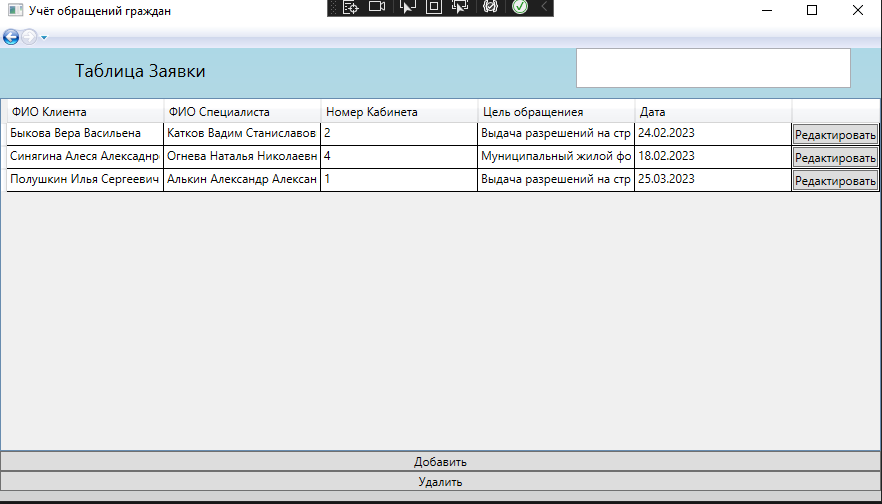 Учёт обращений граждан
Таблица Заявки
ФИО Клиента ФИО Специалиста Номер Кабинета Цель обращениея Дата
Быкова Вера Васильена Катков Вадим Станиславов 2 Выдача разрешений на стр 24.02.2023 Редактировать
Синягина Алеся Алексаднр Огнева Наталья Николаевн 4 Муниципальный жилой фо 18.02.2023 Редактировать
Полушкин Илья Сергеевич Алькин Александр Алексан 1 Выдача разрешений на стр 25.03.2023 Редактировать
Добавить
Удалить